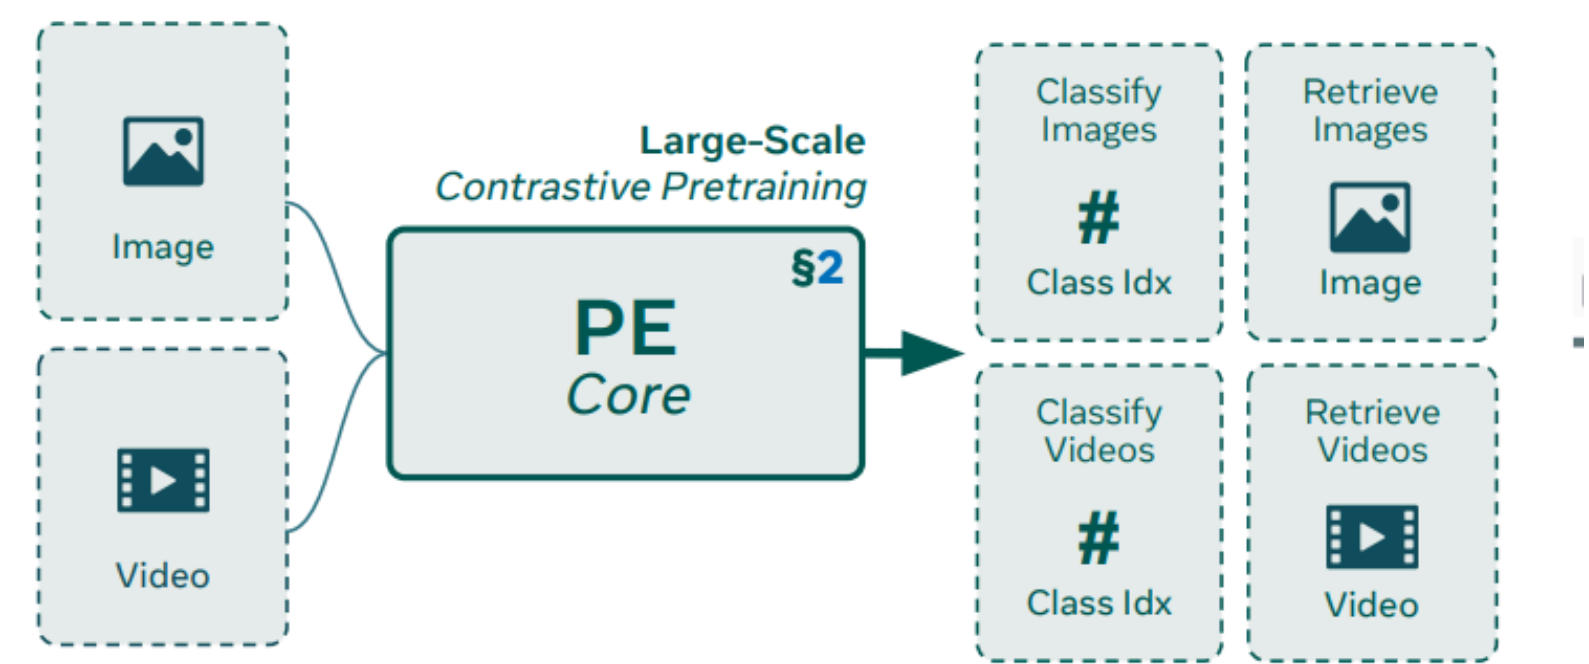 Image
Video
Large-Scale
Contrastive Pretraining
§2
PE
Core
Classify
Images
#
Class Idx
Retrieve
Images
Image
Classify
Videos
#
Class Idx
Retrieve
Videos
Video